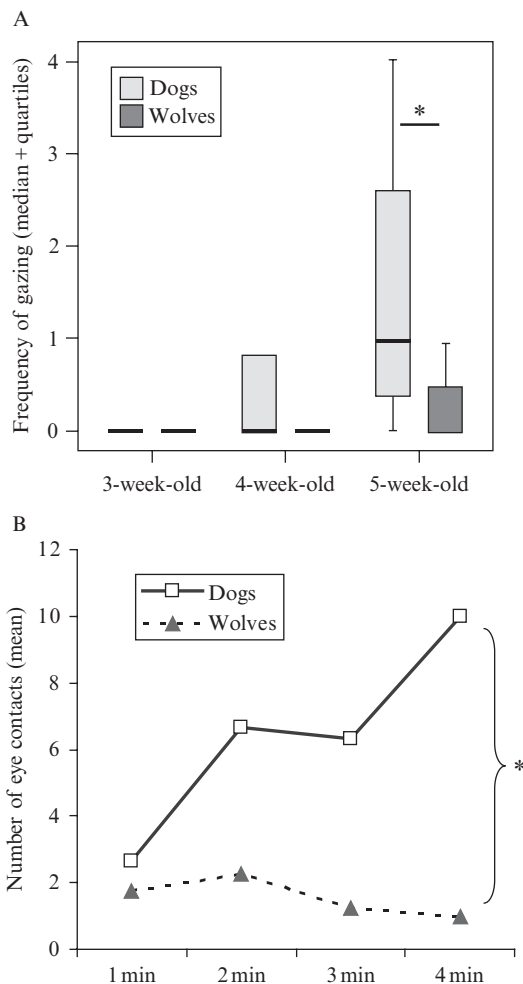 A
Frequency of gazing (median + quartiles)
4
3
2
1
0
Dogs
Wolves
*
3-week-old 4-week-old 5-week-old
B
Number of eye contacts (mean)
12
10
8
6
4
2
0
Dogs
Wolves
*
1 min 2 min 3 min 4 min